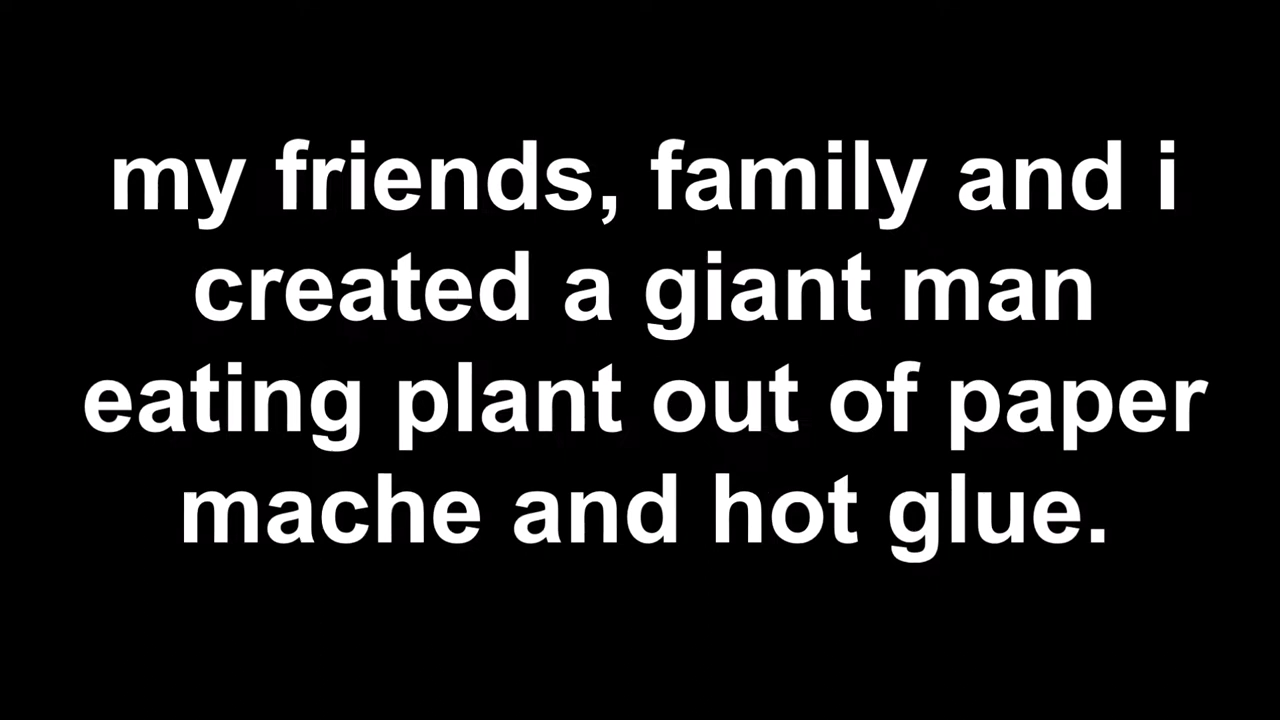 my friends, family and i
created a giant man
eating plant out of paper
mache and hot glue.